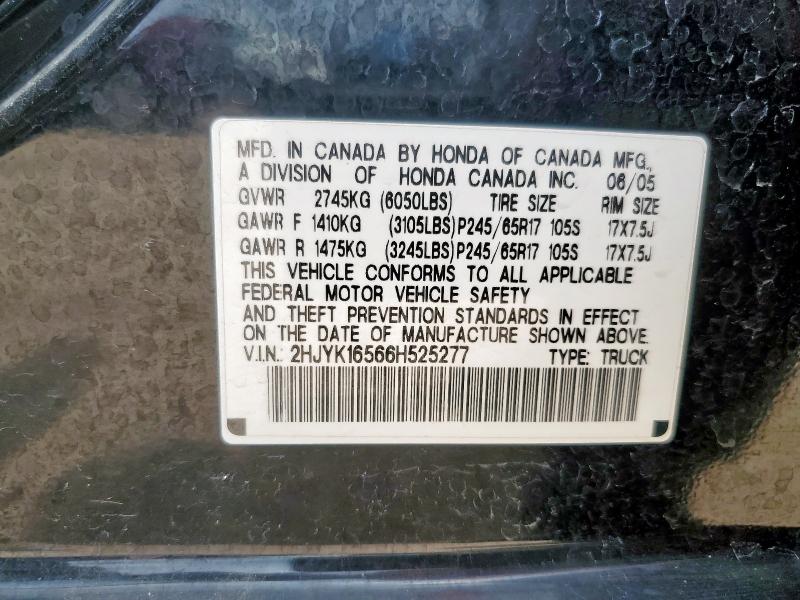 MFD. IN CANADA BY HONDA OF CANADA MFG.,
A DIVISION OF HONDA CANADA INC. 06/05
GVWR 2745KG (6050LBS) TIRE SIZE RIM SIZE
GAWR F 1410KG (3105LBS) P245/65R17 105S 17X7.5J
GAWR R 1475KG (3245LBS) P245/65R17 105S 17X7.5J
THIS VEHICLE CONFORMS TO ALL APPLICABLE
FEDERAL MOTOR VEHICLE SAFETY
AND THEFT PREVENTION STANDARDS IN EFFECT
ON THE DATE OF MANUFACTURE SHOWN ABOVE.
V.I.N.: 2HJYK16566H525277 TYPE: TRUCK